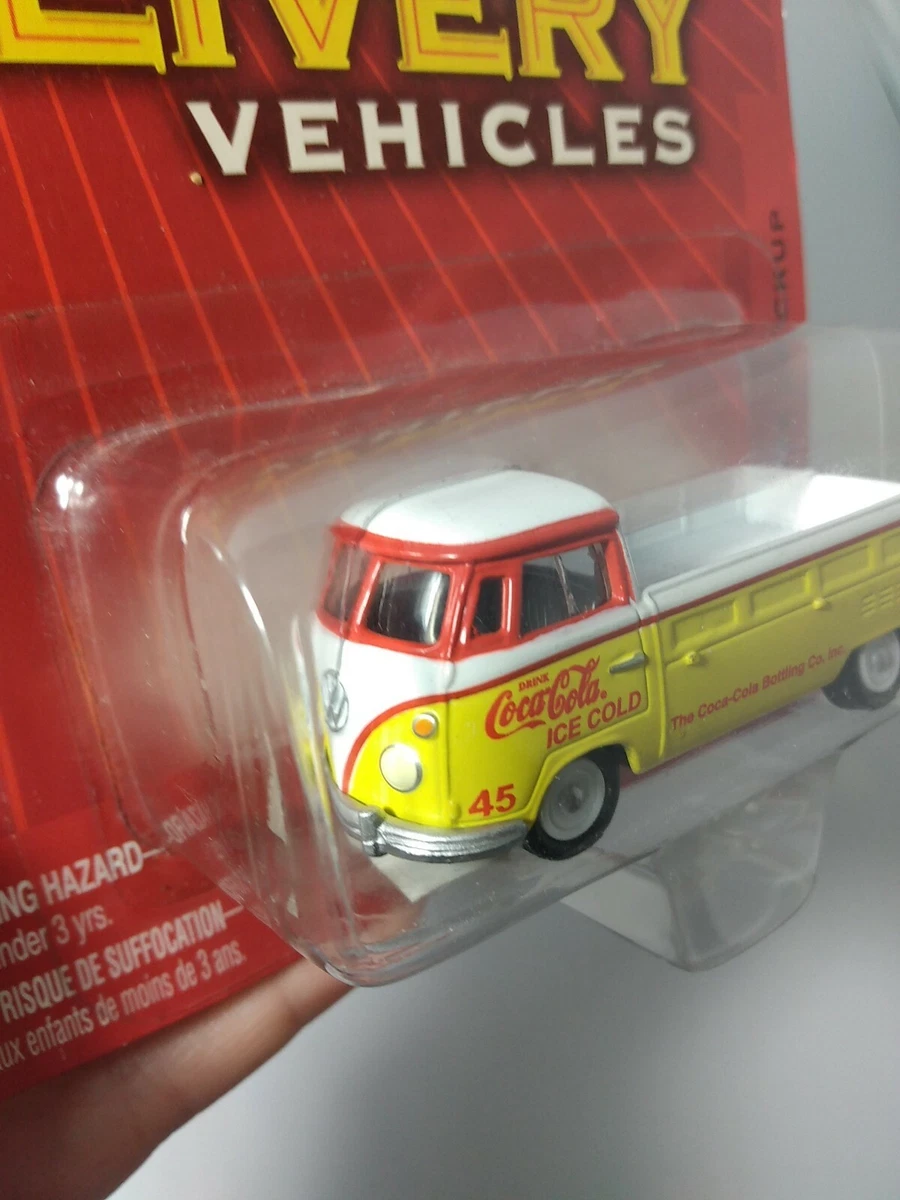 LIVERY
VEHICLES
CKUP
DRINK
Coca-Cola.
ICE COLD
45
The Coca-Cola Bottling Co. Inc.
NG HAZARD—
nder 3 yrs.
RISQUE DE SUFFOCATION—
ux enfants de moins de 3 ans.